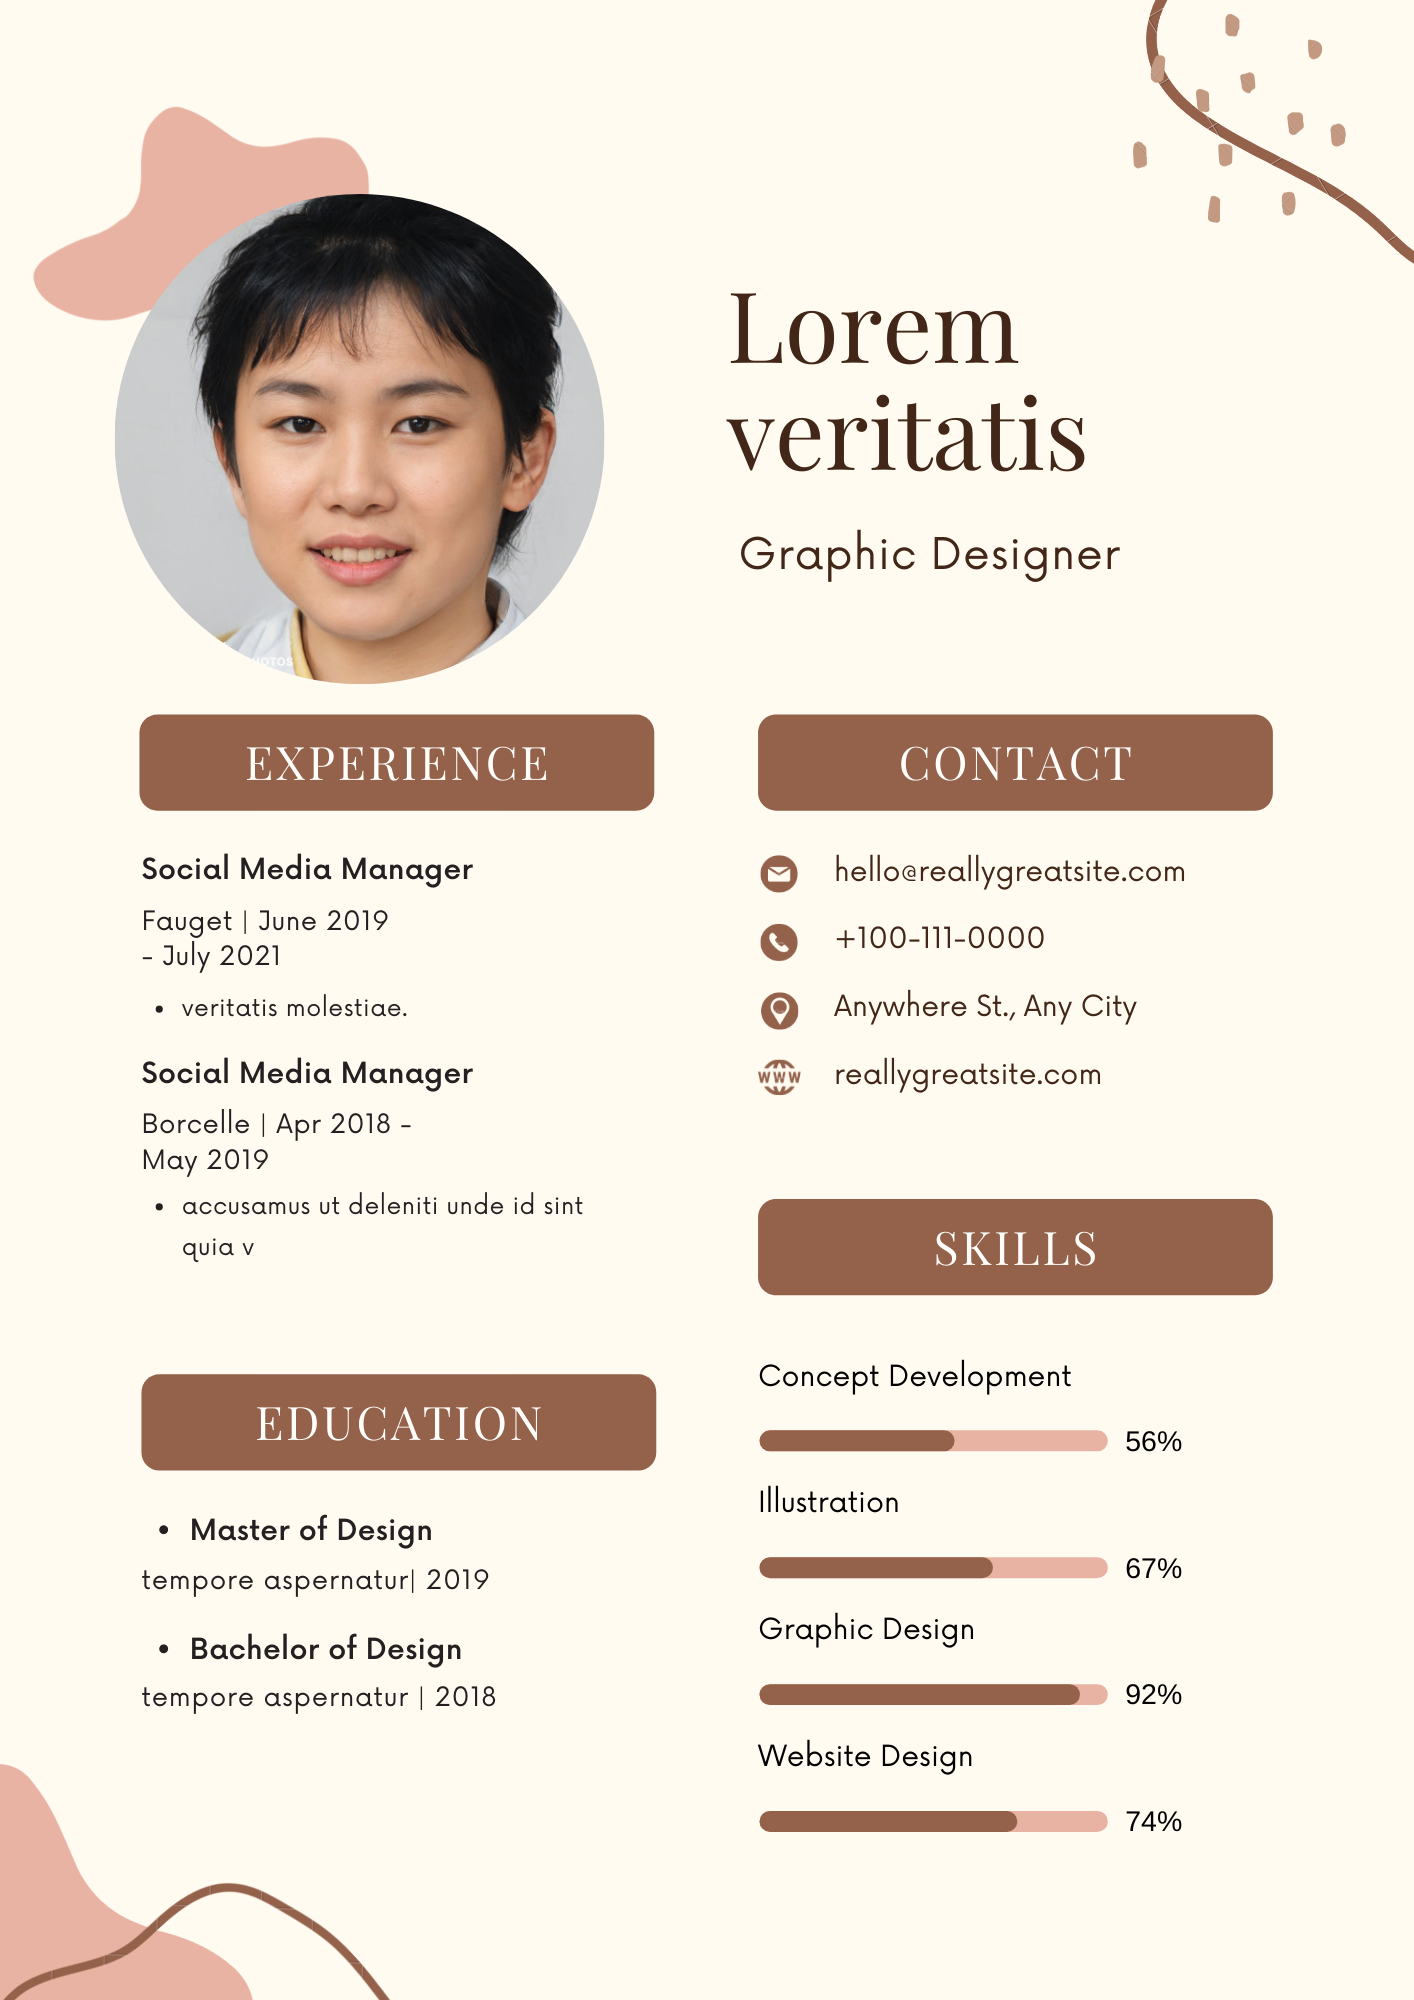 Lorem
veritatis
Graphic Designer
EXPERIENCE
Social Media Manager
Fauget | June 2019
- July 2021
• veritatis molestiae.
Social Media Manager
Borcelle | Apr 2018 -
May 2019
• accusamus ut deleniti unde id sint
quia v
EDUCATION
• Master of Design
tempore aspernatur| 2019
• Bachelor of Design
tempore aspernatur | 2018
CONTACT
hello@reallygreatsite.com
+100-111-0000
Anywhere St., Any City
WWW reallygreatsite.com
SKILLS
Concept Development
56%
Illustration
67%
Graphic Design
92%
Website Design
74%